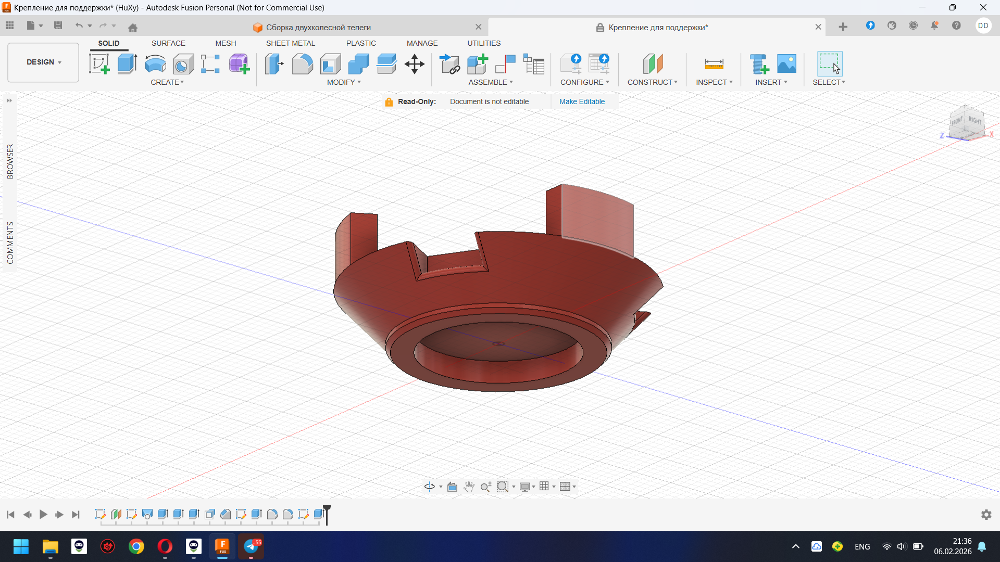 Крепление для поддержки* (HuXy) - Autodesk Fusion Personal (Not for Commercial Use)
Сборка двухколесной телеги
Крепление для поддержки*
DD
DESIGN
SOLID
SURFACE
MESH
SHEET METAL
PLASTIC
MANAGE
UTILITIES
CREATE
MODIFY
ASSEMBLE
CONFIGURE
CONSTRUCT
INSPECT
INSERT
SELECT
Read-Only:
Document is not editable
Make Editable
BROWSER
COMMENTS
FRONT
RIGHT
Z
X
F
FUS
55
ENG
21:36
06.02.2026